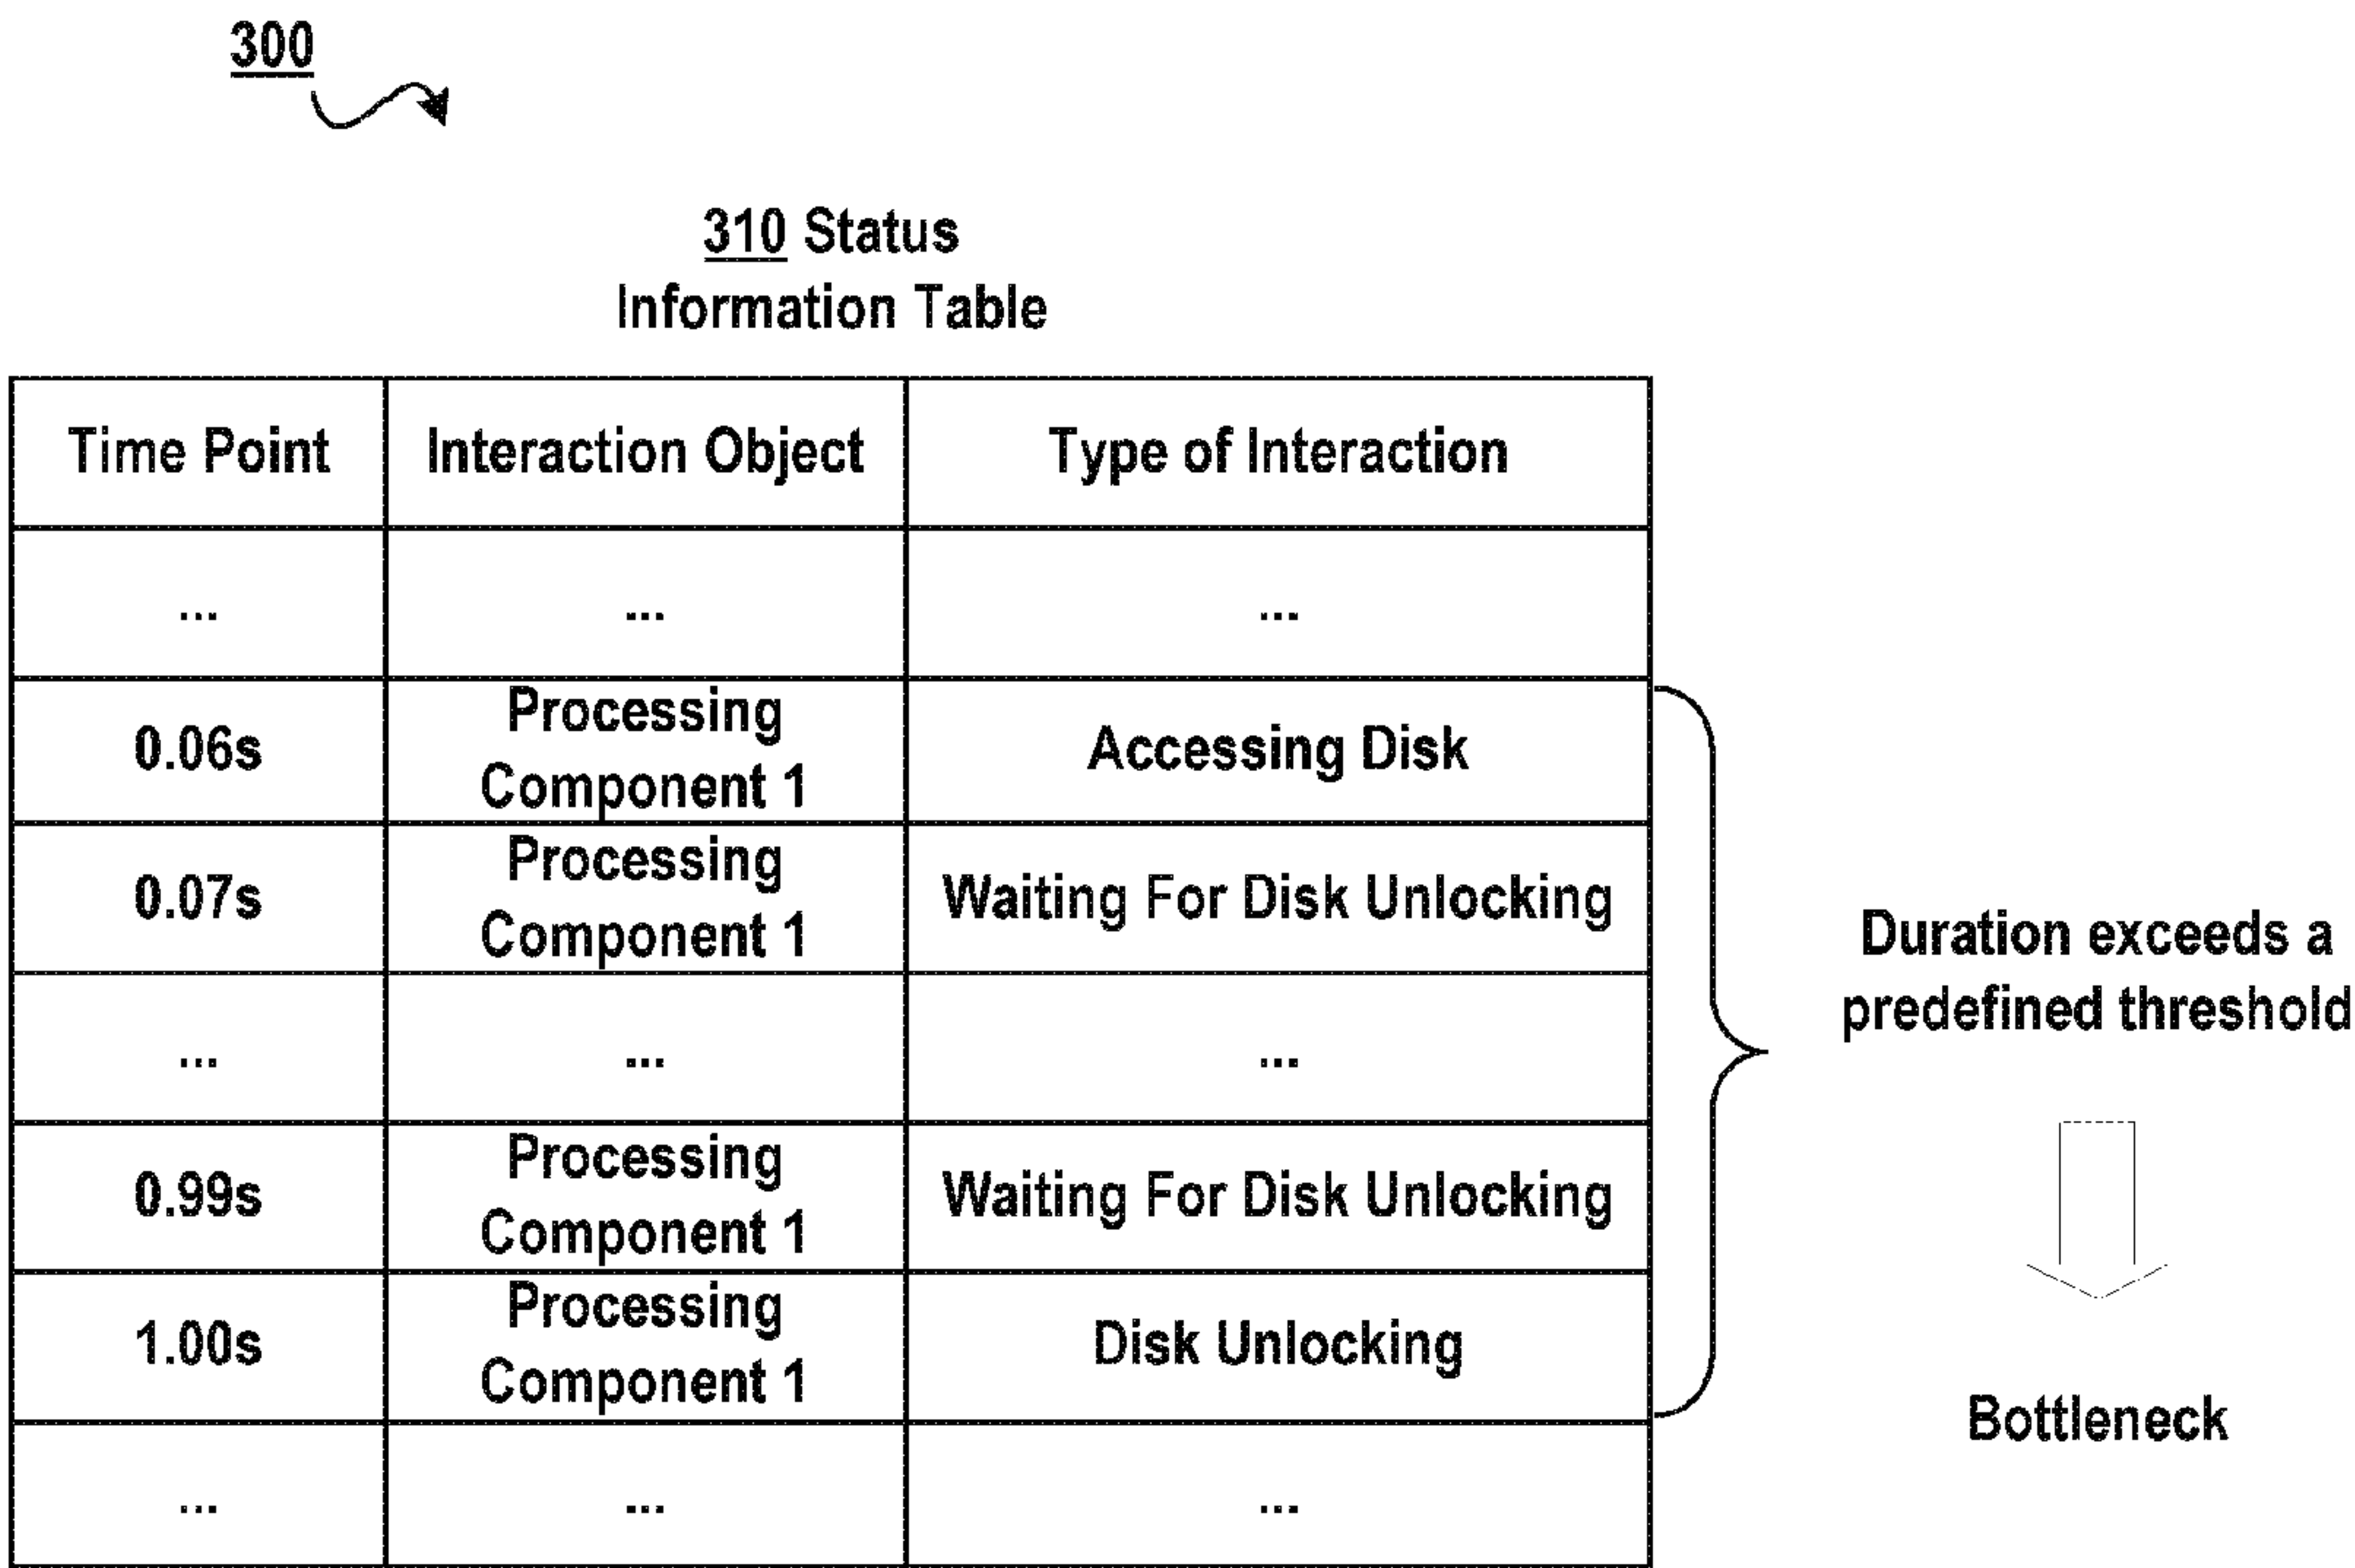 300
310 Status
Information Table
Time Point Interaction Object Type of Interaction
... ... ...
0.06s Processing Component 1 Accessing Disk
0.07s Processing Component 1 Waiting For Disk Unlocking
... ... ...
0.99s Processing Component 1 Waiting For Disk Unlocking
1.00s Processing Component 1 Disk Unlocking
... ... ...
Duration exceeds a
predefined threshold
Bottleneck